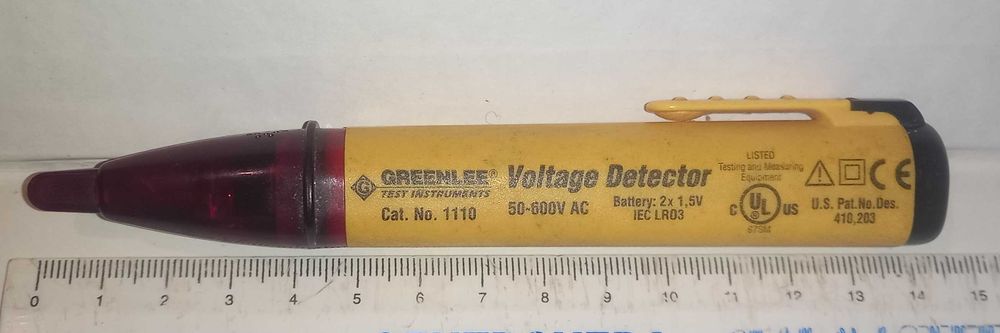 GREENLEE®
TEST INSTRUMENTS
Cat. No. 1110
Voltage Detector
50-600V AC
Battery: 2x 1,5V
IEC LR03
LISTED
Testing and Measuring
Equipment
C UL ® US
67SM
CE
U.S. Pat.No.Des.
410,203
0 1 2 3 4 5 6 7 8 9 10 11 12 13 14 15